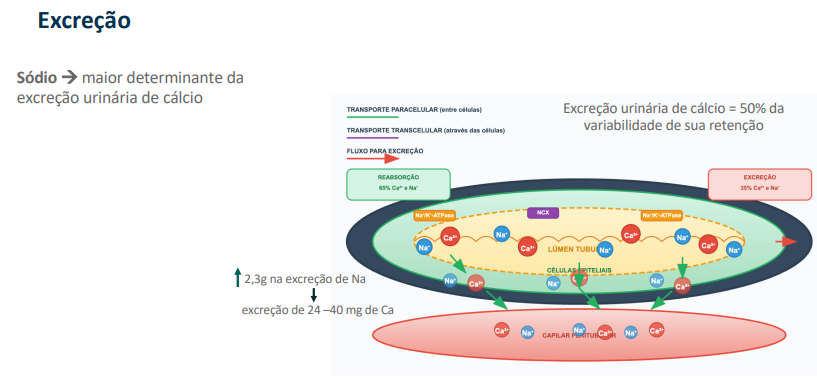 Excreção
Sódio → maior determinante da
excreção urinária de cálcio
TRANSPORTE PARACELULAR (entre células)
TRANSPORTE TRANSCELULAR (através das células)
FLUXO PARA EXCREÇÃO
Excreção urinária de cálcio = 50% da
variabilidade de sua retenção
REABSORÇÃO
65% Ca²⁺ e Na⁺
EXCREÇÃO
35% Ca²⁺ e Na⁺
Na⁺/K⁺-ATPase
NCX
Na⁺/K⁺-ATPase
Na⁺ Ca²⁺ Na⁺ Ca²⁺ Na⁺ Ca²⁺ Na⁺ Ca²⁺ Na⁺
LÚMEN TUBU
CÉLULAS EPITELIAIS
Na⁺ Ca²⁺ Na⁺ Na⁺ Ca²⁺
↑ 2,3g na excreção de Na
↓
excreção de 24 –40 mg de Ca
Ca²⁺ Na⁺ Na⁺ Ca²⁺ Na⁺ Ca²⁺
CAPILAR